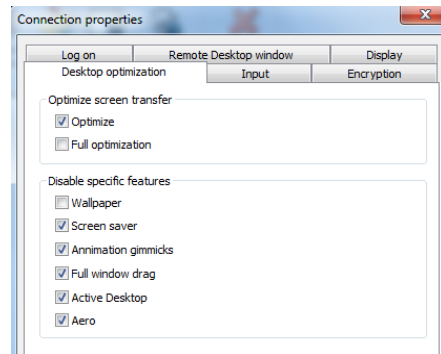 Connection properties
Log on Remote Desktop window Display
Desktop optimization Input Encryption
Optimize screen transfer
Optimize
Full optimization
Disable specific features
Wallpaper
Screen saver
Annimation gimmicks
Full window drag
Active Desktop
Aero